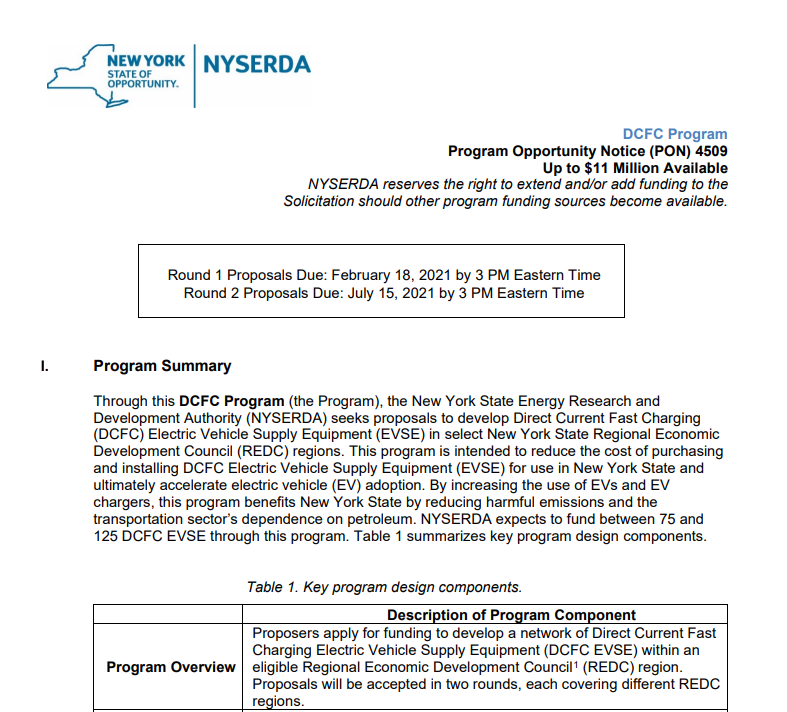 NEW YORK
STATE OF
OPPORTUNITY.
NYSERDA
DCFC Program
Program Opportunity Notice (PON) 4509
Up to $11 Million Available
NYSERDA reserves the right to extend and/or add funding to the
Solicitation should other program funding sources become available.
Round 1 Proposals Due: February 18, 2021 by 3 PM Eastern Time
Round 2 Proposals Due: July 15, 2021 by 3 PM Eastern Time
I. Program Summary
Through this DCFC Program (the Program), the New York State Energy Research and
Development Authority (NYSERDA) seeks proposals to develop Direct Current Fast Charging
(DCFC) Electric Vehicle Supply Equipment (EVSE) in select New York State Regional Economic
Development Council (REDC) regions. This program is intended to reduce the cost of purchasing
and installing DCFC Electric Vehicle Supply Equipment (EVSE) for use in New York State and
ultimately accelerate electric vehicle (EV) adoption. By increasing the use of EVs and EV
chargers, this program benefits New York State by reducing harmful emissions and the
transportation sector's dependence on petroleum. NYSERDA expects to fund between 75 and
125 DCFC EVSE through this program. Table 1 summarizes key program design components.
Table 1. Key program design components.
Description of Program Component
Program Overview
Proposers apply for funding to develop a network of Direct Current Fast
Charging Electric Vehicle Supply Equipment (DCFC EVSE) within an
eligible Regional Economic Development Council¹ (REDC) region.
Proposals will be accepted in two rounds, each covering different REDC
regions.